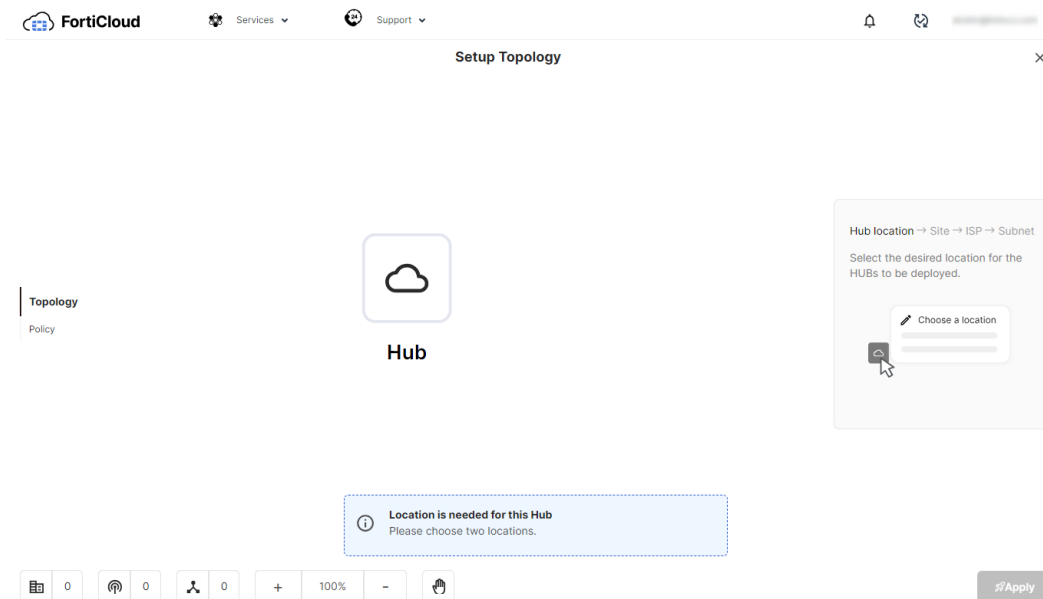 FortiCloud
Services
24
Support
Setup Topology
Hub location → Site → ISP → Subnet
Select the desired location for the
HUBs to be deployed.
Choose a location
Topology
Policy
Hub
Location is needed for this Hub
Please choose two locations.
0
0
0
+
100%
-
Apply